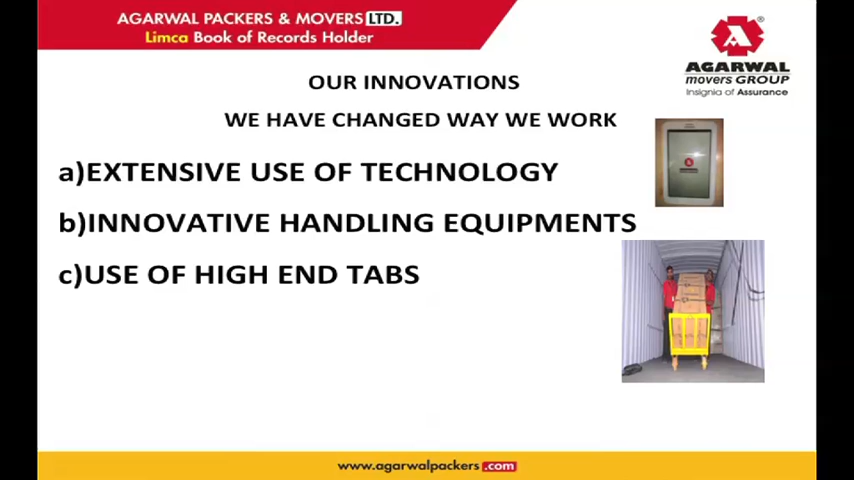 AGARWAL PACKERS & MOVERS LTD.
Limca Book of Records Holder
AGARWAL
movers GROUP
Insignia of Assurance
OUR INNOVATIONS
WE HAVE CHANGED WAY WE WORK
a)EXTENSIVE USE OF TECHNOLOGY
b)INNOVATIVE HANDLING EQUIPMENTS
c)USE OF HIGH END TABS
www.agarwalpackers.com